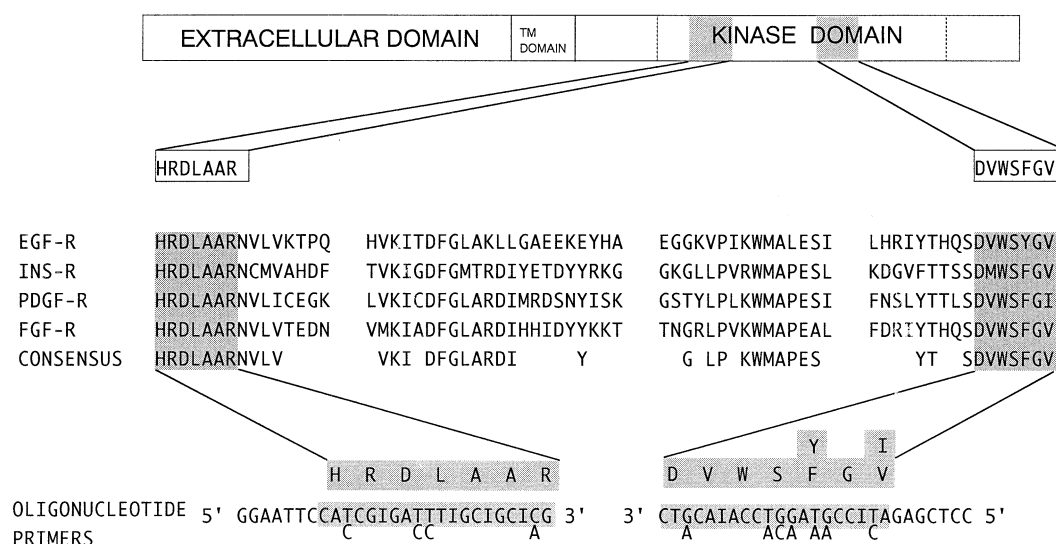 EXTRACELLULAR DOMAIN TM DOMAIN KINASE DOMAIN
HRDLAAR DVWSFGV
EGF-R HRDLAARNVLVKTPQ HVKITDFGLAKLLGAEEKEYHA EGGKVPIKWMALESI LHRIYTHQSDVWSYGV
INS-R HRDLAARNCMVAHDF TVKIGDFGMTRDIYETDYYRKG GKGLLPVRWMAPESL KDGVFTTSSDMWSFGV
PDGF-R HRDLAARNVLICEGK LVKICDFGLARDIMRDSNYISK GSTYLPLKWMAPESI FNSLYTTLSDVWSFGI
FGF-R HRDLAARNVLVTEDN VMKIADFGLARDIHHIDYYKKT TNGRLPVKWMAPEAL FDRIYTHQSDVWSFGV
CONSENSUS HRDLAARNVLV VKI DFGLARDI Y G LP KWMAPES YT SDVWSFGV
Y I
H R D L A A R D V W S F G V
OLIGONUCLEOTIDE PRIMERS 5' GGAATTCCATCGIGATTTIGCIGCICG 3' 3' CTGCAIACCTGGATGCCITAGAGCTCC 5'
C CC A A ACA AA C